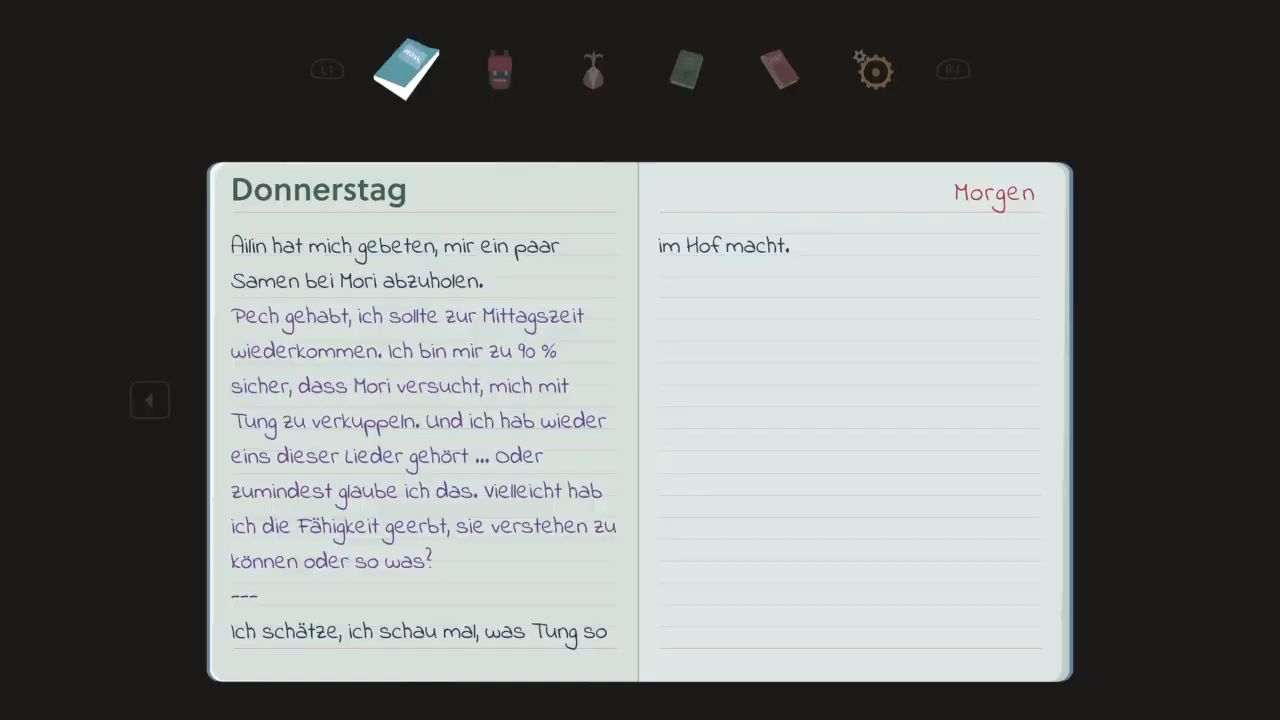 L1
R1
Donnerstag
Morgen
Ailin hat mich gebeten, mir ein paar
Samen bei Mori abzuholen.
Pech gehabt, ich sollte zur Mittagszeit
wiederkommen. Ich bin mir zu 90 %
sicher, dass Mori versucht, mich mit
Tung zu verkuppeln. Und ich hab wieder
eins dieser Lieder gehört ... Oder
zumindest glaube ich das. Vielleicht hab
ich die Fähigkeit geerbt, sie verstehen zu
können oder so was?
---
Ich schätze, ich schau mal, was Tung so
im Hof macht.